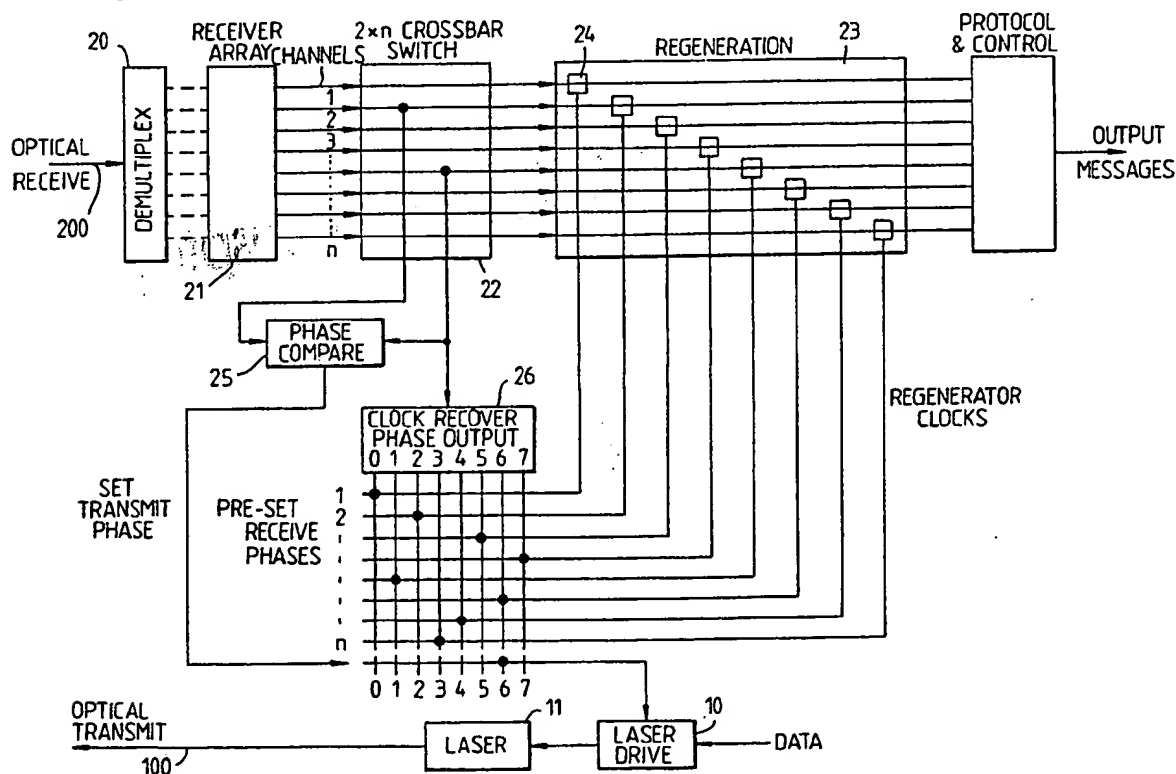 20
RECEIVER
ARRAY
CHANNELS
2×n CROSSBAR
SWITCH
24
REGENERATION
23
PROTOCOL
& CONTROL
1
2
3
n
OPTICAL
RECEIVE
200
DEMULTIPLEX
OUTPUT
MESSAGES
21
22
PHASE
COMPARE
25
26
CLOCK RECOVER
PHASE OUTPUT
0 1 2 3 4 5 6 7
REGENERATOR
CLOCKS
SET
TRANSMIT
PHASE
PRE-SET
RECEIVE
PHASES
1
2
n
0 1 2 3 4 5 6 7
OPTICAL
TRANSMIT
100
11
LASER
10
LASER
DRIVE
DATA